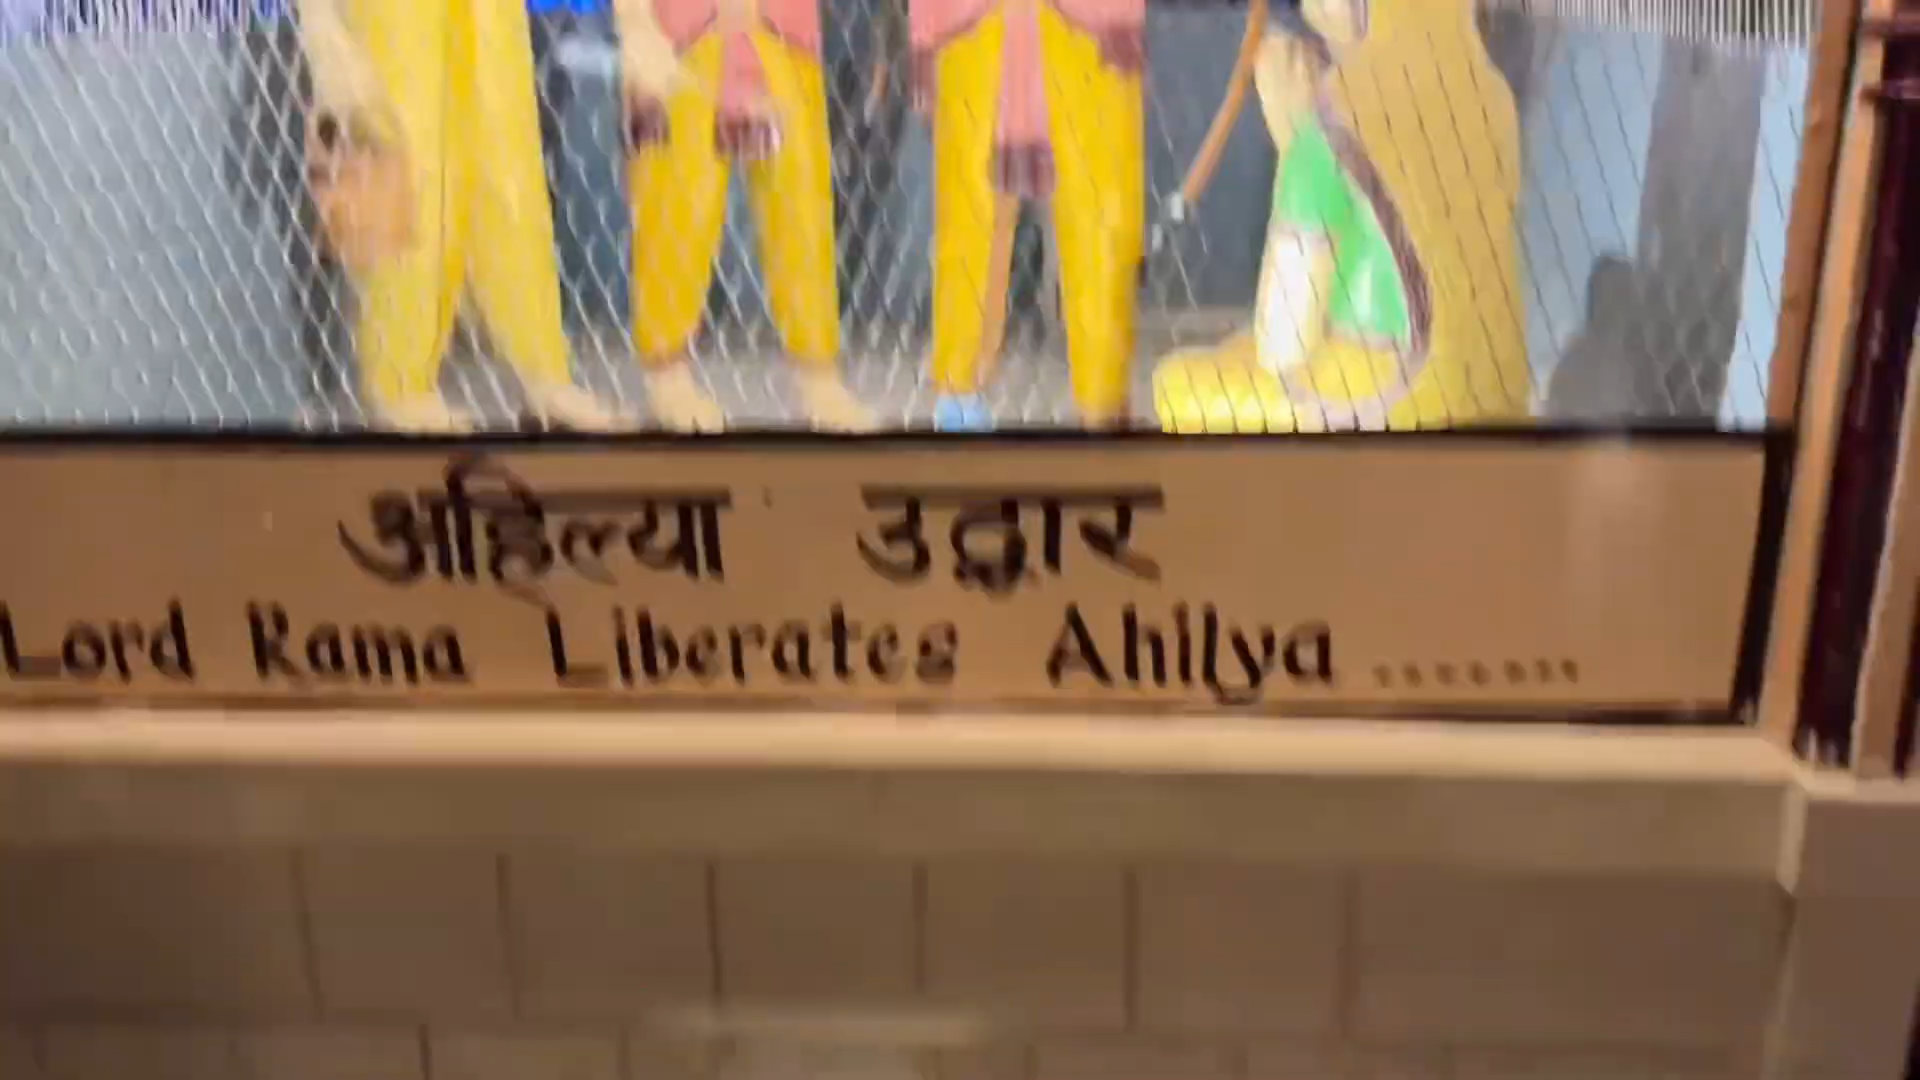 अहिल्या उद्धार
Lord Rama Liberates Ahilya ........